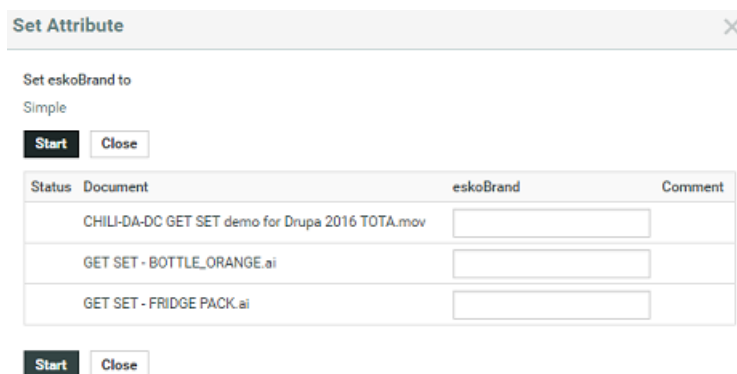 Set Attribute
Set eskoBrand to
Simple
Start Close
Status Document eskoBrand Comment
CHILI-DA-DC GET SET demo for Drupa 2016 TOTA.mov
GET SET - BOTTLE_ORANGE.ai
GET SET - FRIDGE PACK.ai
Start Close